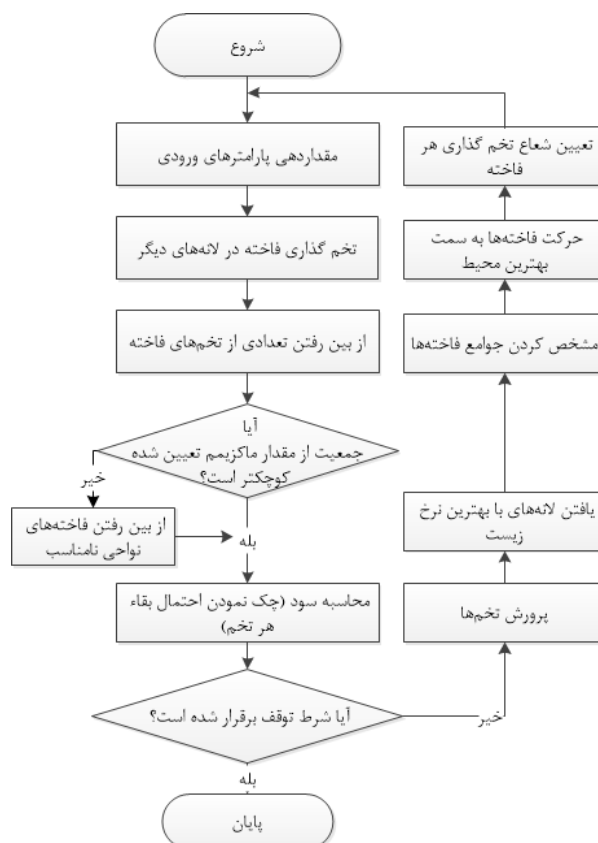 شروع
مقداردهی پارامترهای ورودی
تخم گذاری فاخته در لانه‌های دیگر
از بین رفتن تعدادی از تخم‌های فاخته
آیا
جمعیت از مقدار ماکزیمم تعیین شده
کوچکتر است؟
خیر
از بین رفتن فاخته‌های
نواحی نامناسب
بله
محاسبه سود (چک نمودن احتمال بقاء
هر تخم)
آیا شرط توقف برقرار شده است؟
خیر
بله
پایان
پرورش تخم‌ها
یافتن لانه‌های با بهترین نرخ
زیست
مشخص کردن جوامع فاخته‌ها
حرکت فاخته‌ها به سمت
بهترین محیط
تعیین شعاع تخم گذاری هر
فاخته